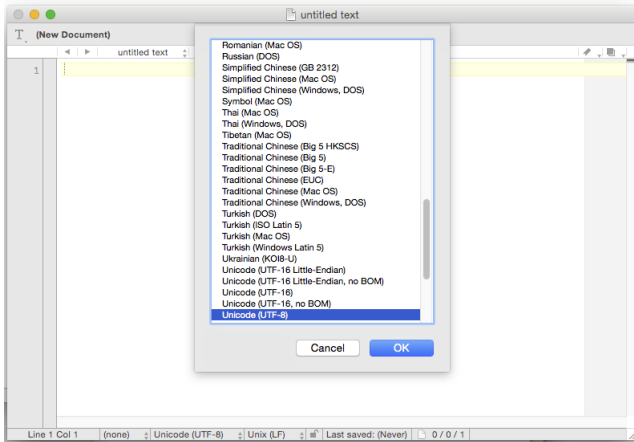 untitled text
(New Document)
untitled text
1
Romanian (Mac OS)
Russian (DOS)
Simplified Chinese (GB 2312)
Simplified Chinese (Mac OS)
Simplified Chinese (Windows, DOS)
Symbol (Mac OS)
Thai (Mac OS)
Thai (Windows, DOS)
Tibetan (Mac OS)
Traditional Chinese (Big 5 HKSCS)
Traditional Chinese (Big 5)
Traditional Chinese (Big 5-E)
Traditional Chinese (EUC)
Traditional Chinese (Mac OS)
Traditional Chinese (Windows, DOS)
Turkish (DOS)
Turkish (ISO Latin 5)
Turkish (Mac OS)
Turkish (Windows Latin 5)
Ukrainian (KOI8-U)
Unicode (UTF-16 Little-Endian)
Unicode (UTF-16 Little-Endian, no BOM)
Unicode (UTF-16)
Unicode (UTF-16, no BOM)
Unicode (UTF-8)
Cancel OK
Line 1 Col 1 (none) Unicode (UTF-8) Unix (LF) Last saved: (Never) 0 / 0 / 1